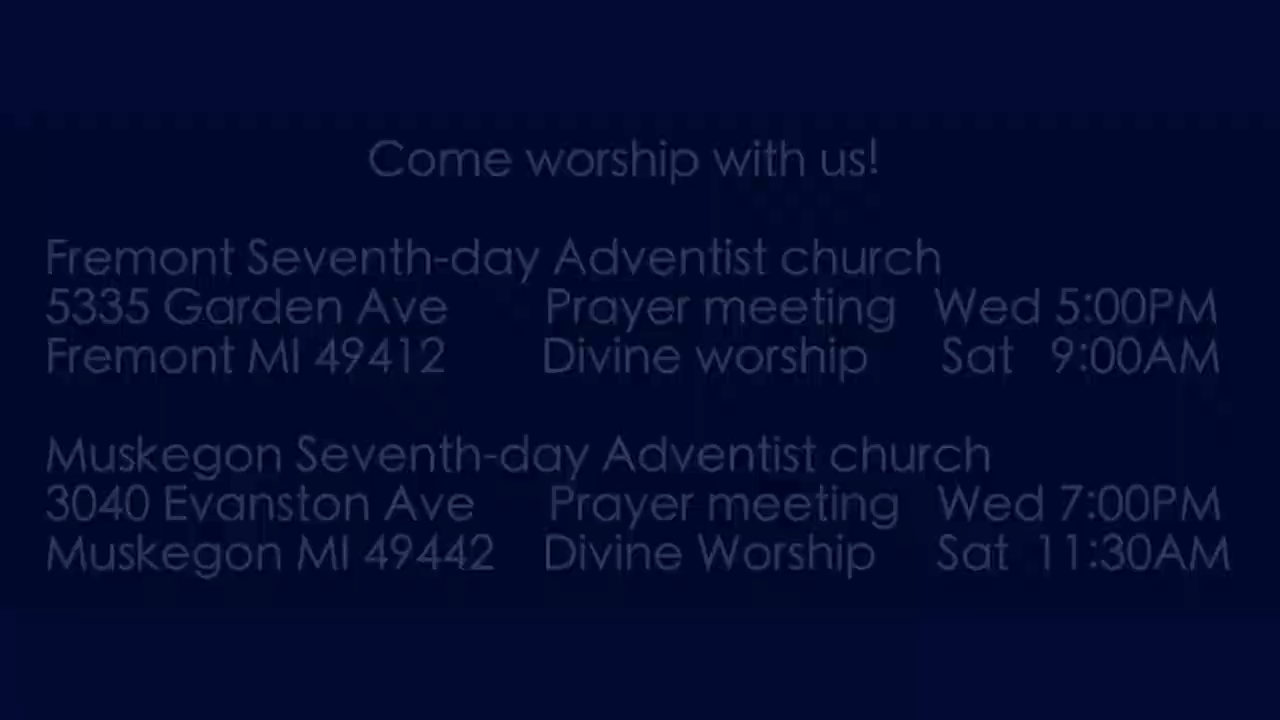 Come worship with us!
Fremont Seventh-day Adventist church
5335 Garden Ave Prayer meeting Wed 5:00PM
Fremont MI 49412 Divine worship Sat 9:00AM
Muskegon Seventh-day Adventist church
3040 Evanston Ave Prayer meeting Wed 7:00PM
Muskegon MI 49442 Divine Worship Sat 11:30AM